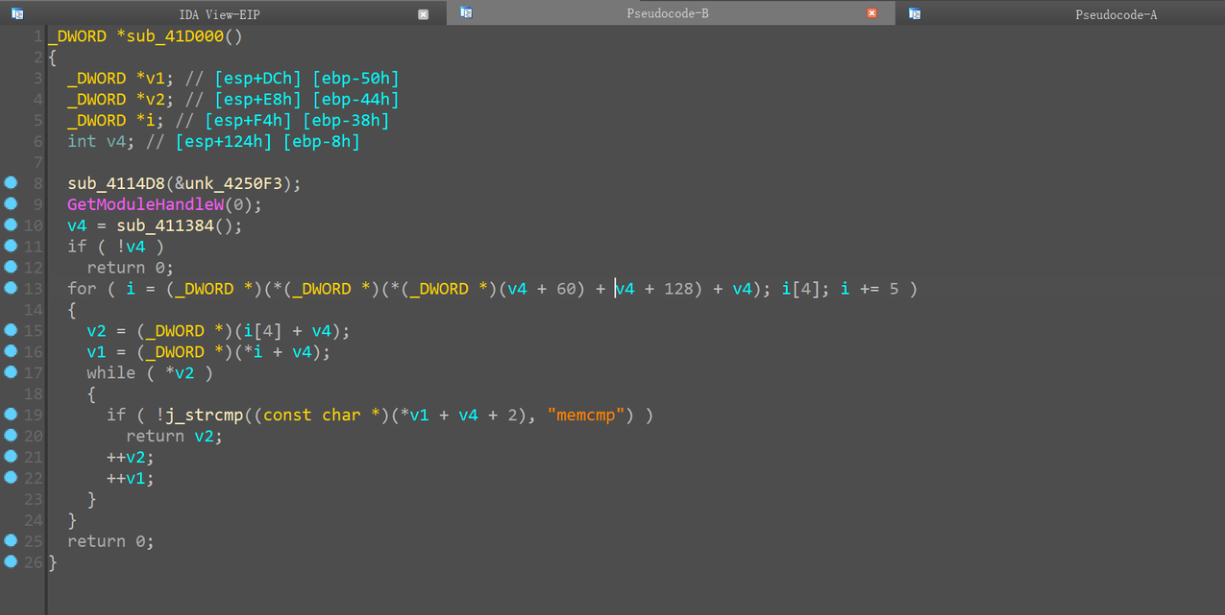 IDA View-EIP Pseudocode-B Pseudocode-A
1 _DWORD *sub_41D000()
2 {
3   _DWORD *v1; // [esp+DCh] [ebp-50h]
4   _DWORD *v2; // [esp+E8h] [ebp-44h]
5   _DWORD *i; // [esp+F4h] [ebp-38h]
6   int v4; // [esp+124h] [ebp-8h]
7
8   sub_4114D8(&unk_4250F3);
9   GetModuleHandleW(0);
10   v4 = sub_411384();
11   if ( !v4 )
12     return 0;
13   for ( i = (_DWORD *)(*(_DWORD *)(*(_DWORD *)(v4 + 60) + v4 + 128) + v4); i[4]; i += 5 )
14   {
15     v2 = (_DWORD *)(i[4] + v4);
16     v1 = (_DWORD *)(*i + v4);
17     while ( *v2 )
18     {
19       if ( !j_strcmp((const char *)(*v1 + v4 + 2), "memcmp") )
20         return v2;
21       ++v2;
22       ++v1;
23     }
24   }
25   return 0;
26 }